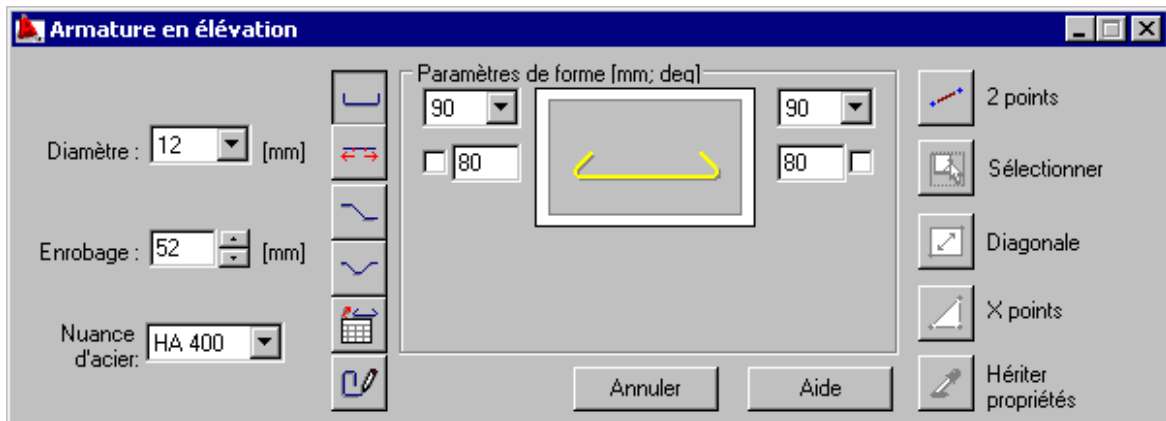 Armature en élévation
Paramètres de forme [mm; deg]
Diamètre : 12 [mm]
90
80
90
80
Enrobage : 52 [mm]
Nuance
d'acier: HA 400
2 points
Sélectionner
Diagonale
X points
Hériter
propriétés
Annuler
Aide